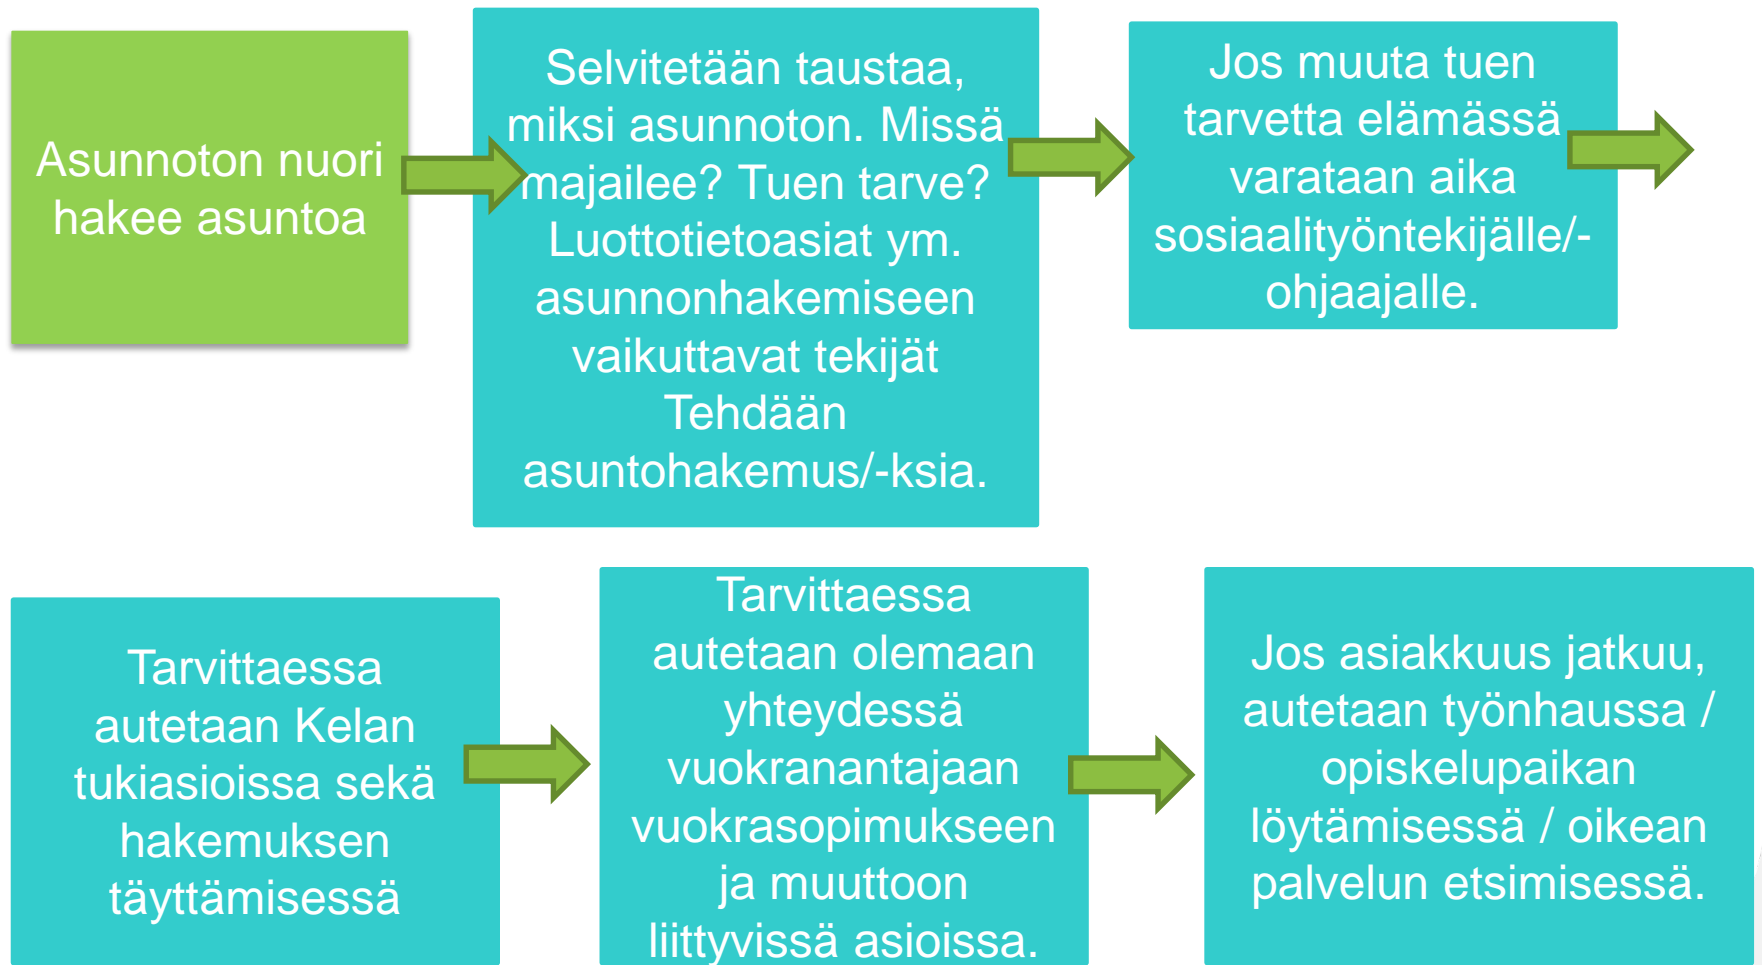 Asunnoton nuori
hakee asuntoa
Selvitetään taustaa,
miksi asunnoton. Missä
majailee? Tuen tarve?
Luottotietoasiat ym.
asunnonhakemiseen
vaikuttavat tekijät
Tehdään
asuntohakemus/-ksia.
Jos muuta tuen
tarvetta elämässä
varataan aika
sosiaalityöntekijälle/-
ohjaajalle.
Tarvittaessa
autetaan Kelan
tukiasioissa sekä
hakemuksen
täyttämisessä
Tarvittaessa
autetaan olemaan
yhteydessä
vuokranantajaan
vuokrasopimukseen
ja muuttoon
liittyvissä asioissa.
Jos asiakkuus jatkuu,
autetaan työnhaussa /
opiskelupaikan
löytämisessä / oikean
palvelun etsimisessä.